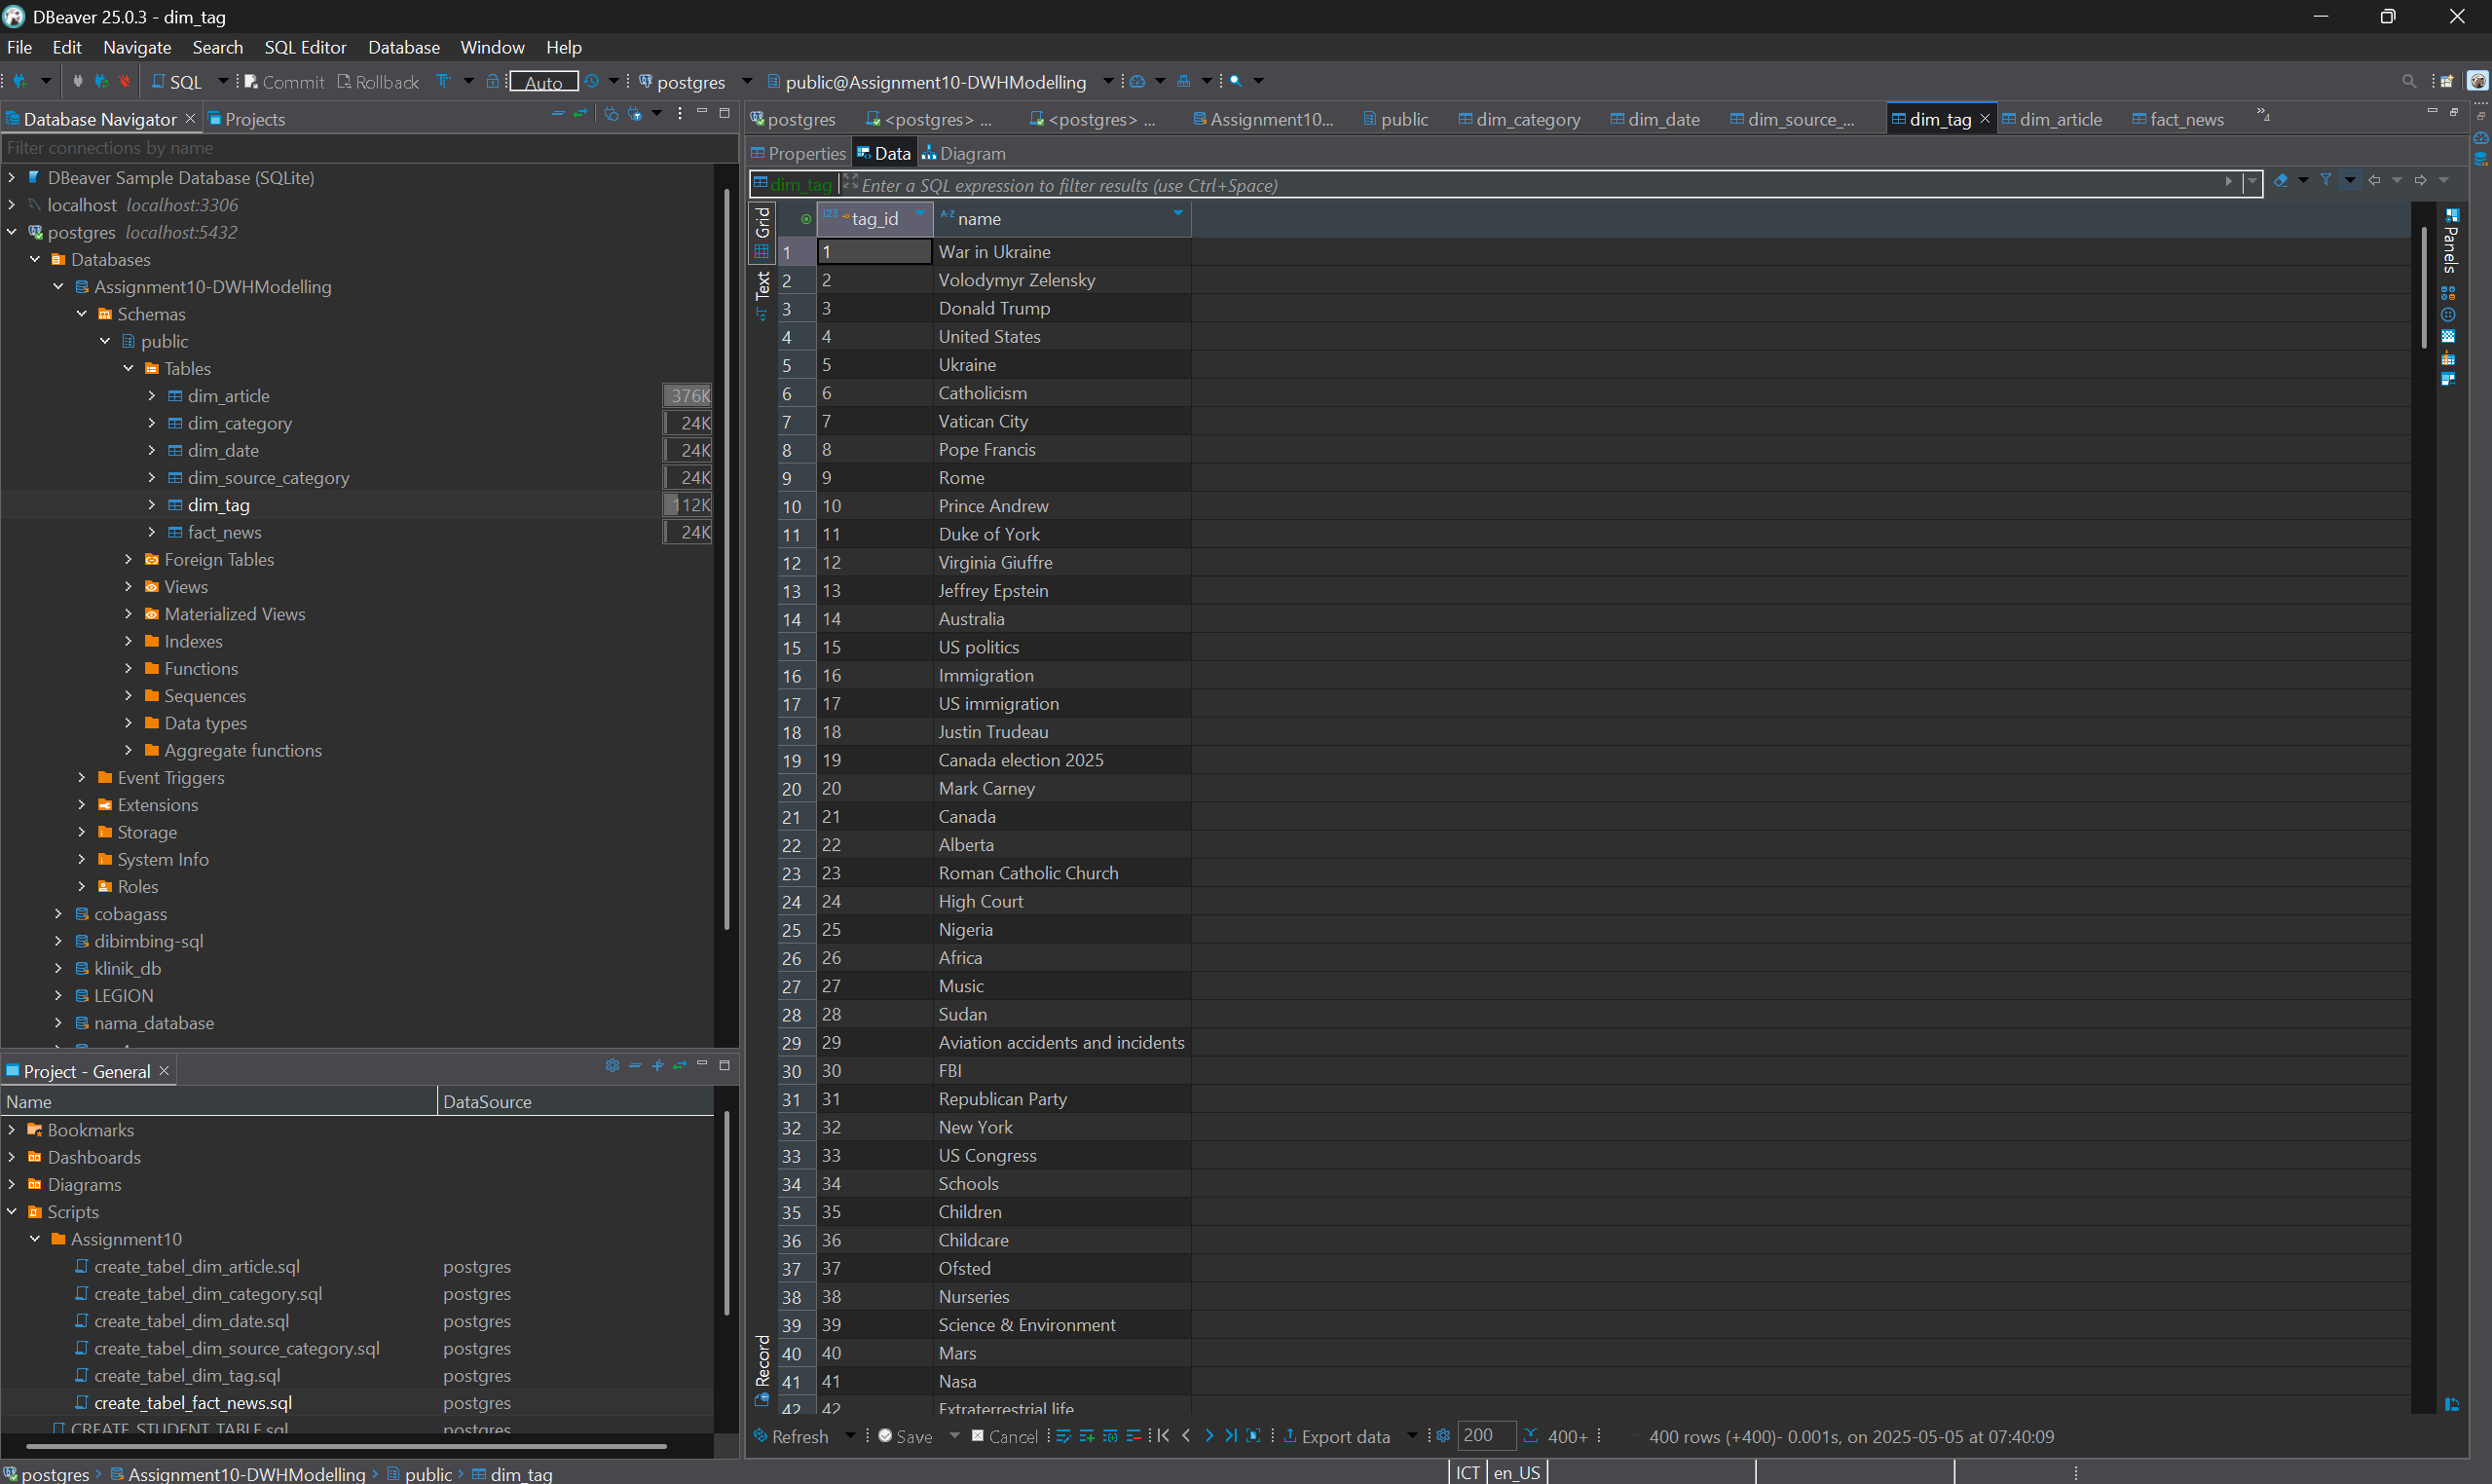 DBeaver 25.0.3 - dim_tag
File Edit Navigate Search SQL Editor Database Window Help
SQL Commit Rollback Auto postgres public@Assignment10-DWHModelling
Database Navigator Projects
Filter connections by name
DBeaver Sample Database (SQLite)
localhost localhost:3306
postgres localhost:5432
Databases
Assignment10-DWHModelling
Schemas
public
Tables
dim_article 376K
dim_category 24K
dim_date 24K
dim_source_category 24K
dim_tag 112K
fact_news 24K
Foreign Tables
Views
Materialized Views
Indexes
Functions
Sequences
Data types
Aggregate functions
Event Triggers
Extensions
Storage
System Info
Roles
cobagass
dibimbing-sql
klinik_db
LEGION
nama_database
Project - General
Name DataSource
Bookmarks
Dashboards
Diagrams
Scripts
Assignment10
create_tabel_dim_article.sql postgres
create_tabel_dim_category.sql postgres
create_tabel_dim_date.sql postgres
create_tabel_dim_source_category.sql postgres
create_tabel_dim_tag.sql postgres
create_tabel_fact_news.sql postgres
CREATE_STUDENT_TABLE.sql postgres
postgres <postgres> ... <postgres> ... Assignment10... public dim_category dim_date dim_source_... dim_tag dim_article fact_news »4
Properties Data Diagram
dim_tag Enter a SQL expression to filter results (use Ctrl+Space)
Grid
Text
Record
Panels
123 tag_id A-Z name
1 1 War in Ukraine
2 2 Volodymyr Zelensky
3 3 Donald Trump
4 4 United States
5 5 Ukraine
6 6 Catholicism
7 7 Vatican City
8 8 Pope Francis
9 9 Rome
10 10 Prince Andrew
11 11 Duke of York
12 12 Virginia Giuffre
13 13 Jeffrey Epstein
14 14 Australia
15 15 US politics
16 16 Immigration
17 17 US immigration
18 18 Justin Trudeau
19 19 Canada election 2025
20 20 Mark Carney
21 21 Canada
22 22 Alberta
23 23 Roman Catholic Church
24 24 High Court
25 25 Nigeria
26 26 Africa
27 27 Music
28 28 Sudan
29 29 Aviation accidents and incidents
30 30 FBI
31 31 Republican Party
32 32 New York
33 33 US Congress
34 34 Schools
35 35 Children
36 36 Childcare
37 37 Ofsted
38 38 Nurseries
39 39 Science & Environment
40 40 Mars
41 41 Nasa
42 42 Extraterrestrial life
Refresh Save Cancel Export data 200 400+ 400 rows (+400)- 0.001s, on 2025-05-05 at 07:40:09
postgres Assignment10-DWHModelling public dim_tag ICT en_US